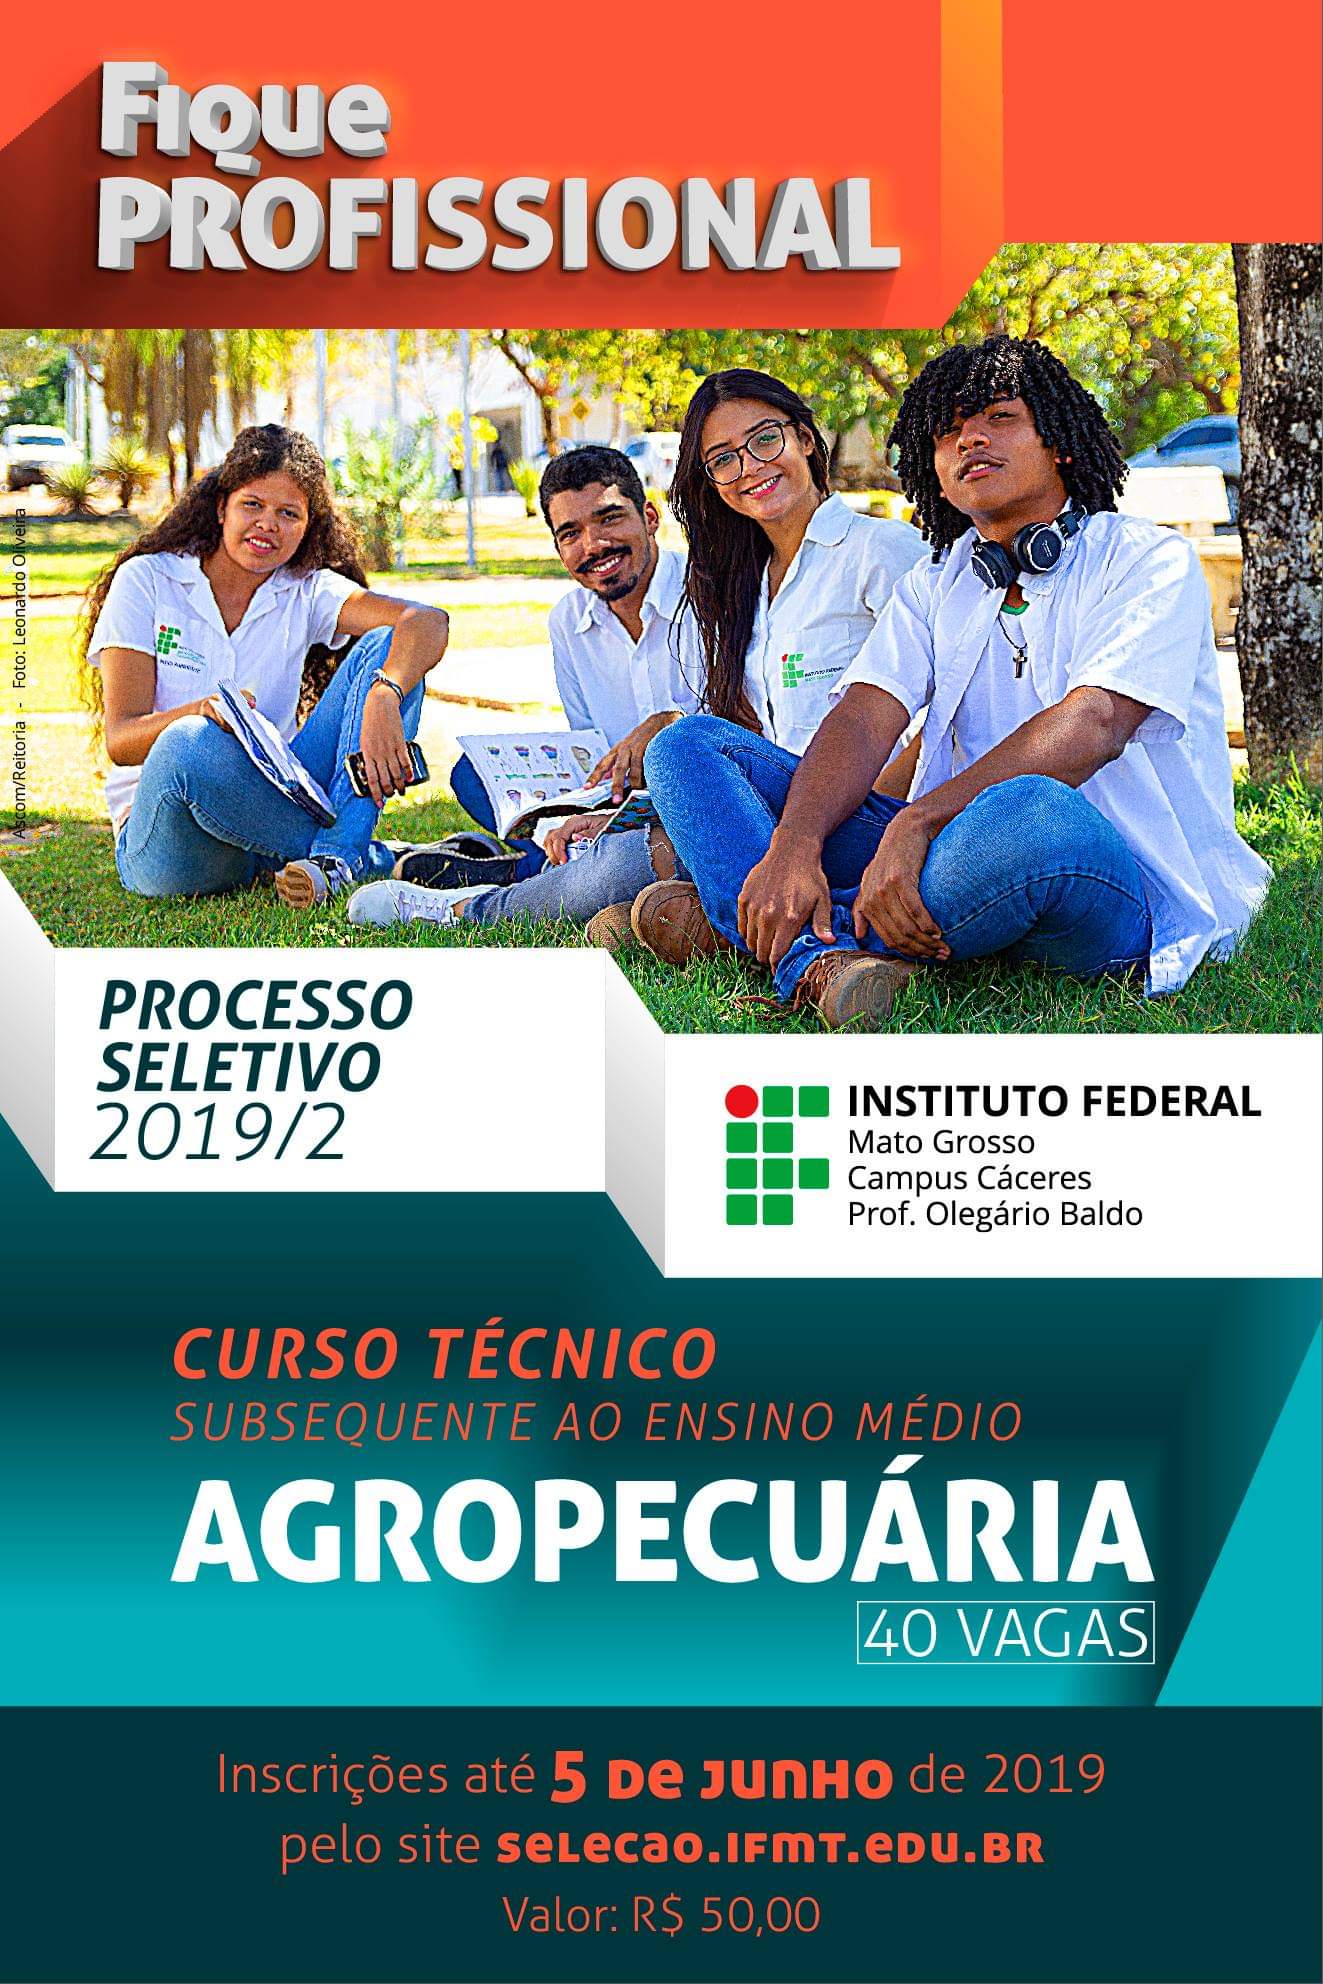 Fique
PROFISSIONAL
Ascom/Reitoria - Foto: Leonardo Oliveira
INSTITUTO FEDERAL
PROCESSO
SELETIVO
2019/2
INSTITUTO FEDERAL
Mato Grosso
Campus Cáceres
Prof. Olegário Baldo
CURSO TÉCNICO
SUBSEQUENTE AO ENSINO MÉDIO
AGROPECUÁRIA
40 VAGAS
Inscrições até 5 DE JUNHO de 2019
pelo site selecao.ifmt.edu.br
Valor: R$ 50,00